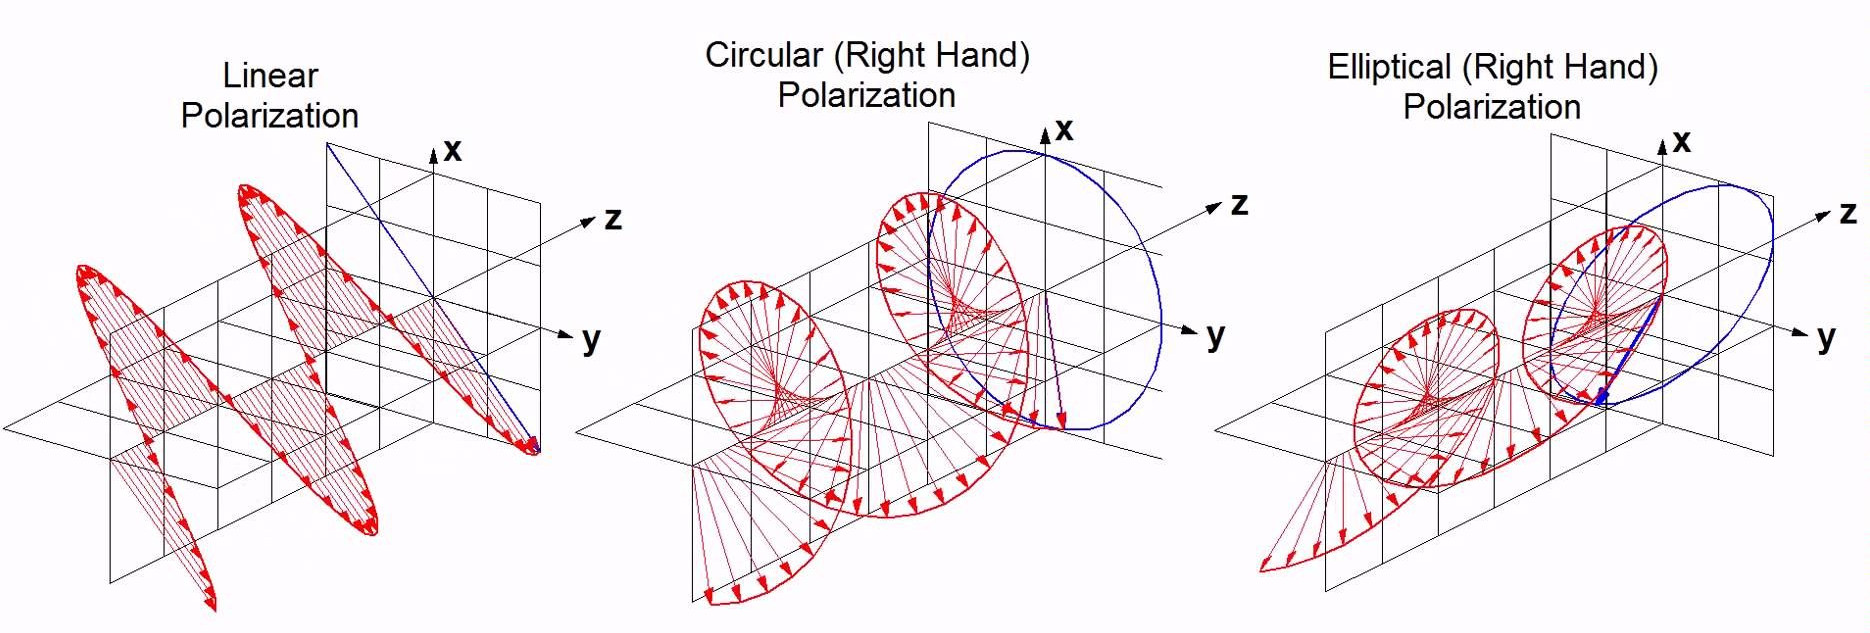 Linear
Polarization
x
z
y
Circular (Right Hand)
Polarization
x
z
y
Elliptical (Right Hand)
Polarization
x
z
y